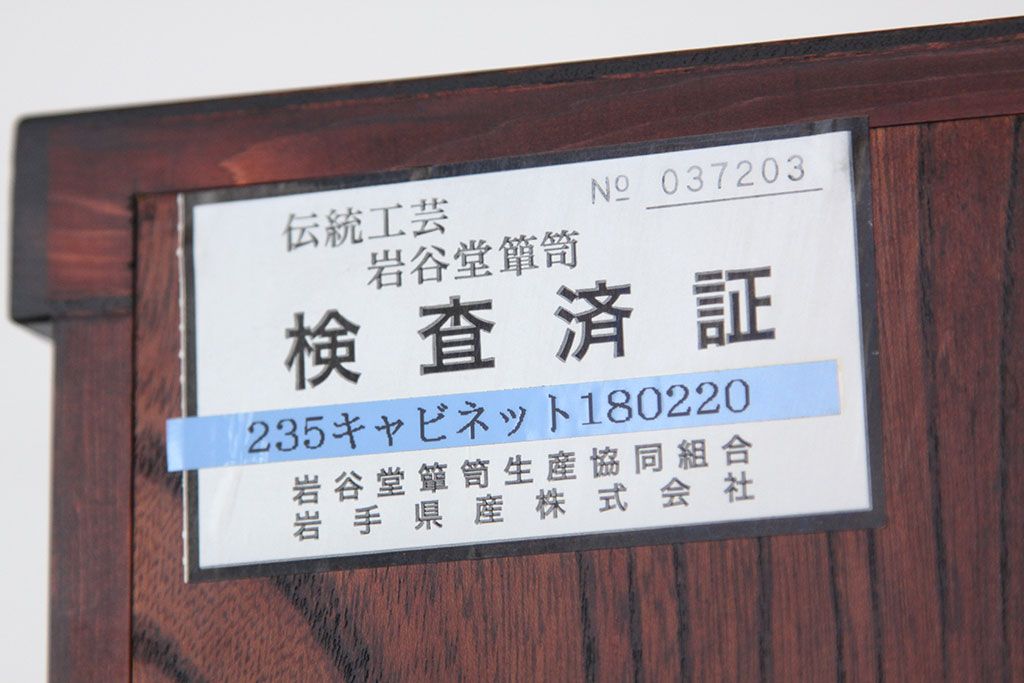 № 037203
伝統工芸
岩谷堂簞笥
検査済証
235キャビネット180220
岩谷堂簞笥生産協同組合
岩手県産株式会社